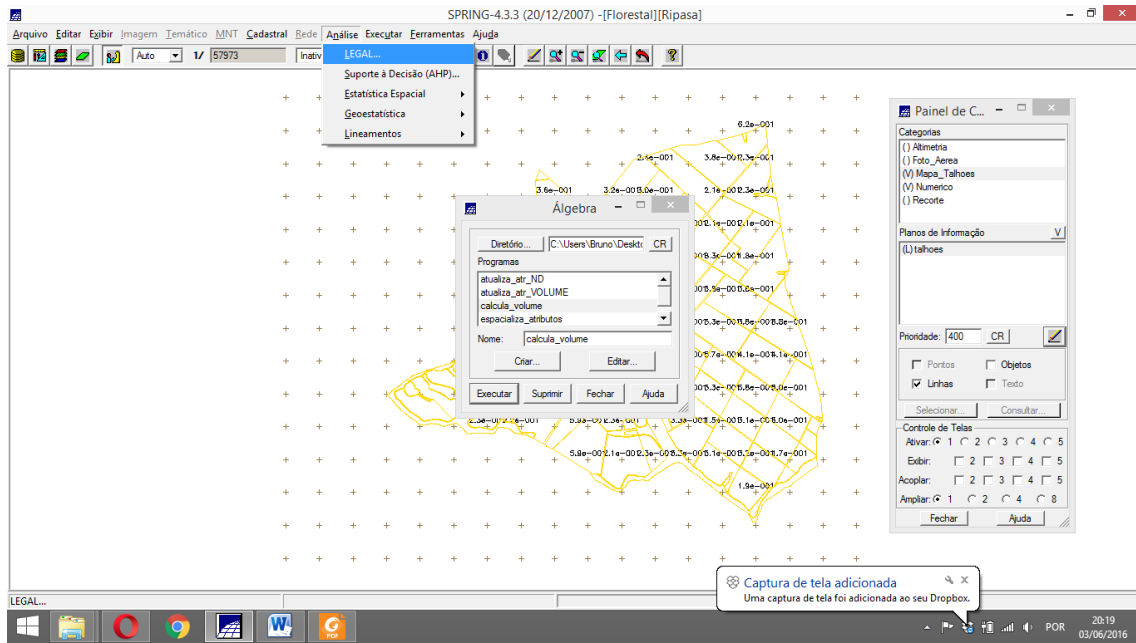 SPRING-4.3.3 (20/12/2007) -[Florestal][Ripasa]
Arquivo Editar Exibir Imagem Temático MNT Cadastral Rede Análise Executar Ferramentas Ajuda
Auto 1/ 57973 Inativ
LEGAL...
Suporte à Decisão (AHP)...
Estatística Espacial
Geoestatística
Lineamentos
6.2e-001
2.4e-001
3.6e-001
Álgebra
Diretório... C:\Users\Bruno\Deskto CR
Programas
atualiza_atr_ND
atualiza_atr_VOLUME
calcula_volume
espacializa_atributos
Nome: calcula_volume
Criar... Editar...
Executar Suprimir Fechar Ajuda
1.9e-001
Painel de C...
Categorias
( ) Altimetria
( ) Foto_Aerea
(V) Mapa_Talhoes
(V) Numerico
( ) Recorte
Planos de Informação V
(L) talhoes
Prioridade: 400 CR
Pontos Objetos
Linhas Texto
Selecionar... Consultar...
Controle de Telas
Ativar: 1 2 3 4 5
Exibir: 2 3 4 5
Acoplar: 2 3 4 5
Ampliar: 1 2 4 8
Fechar Ajuda
Captura de tela adicionada
Uma captura de tela foi adicionada ao seu Dropbox.
LEGAL...
PDF
POR
20:19
03/06/2016